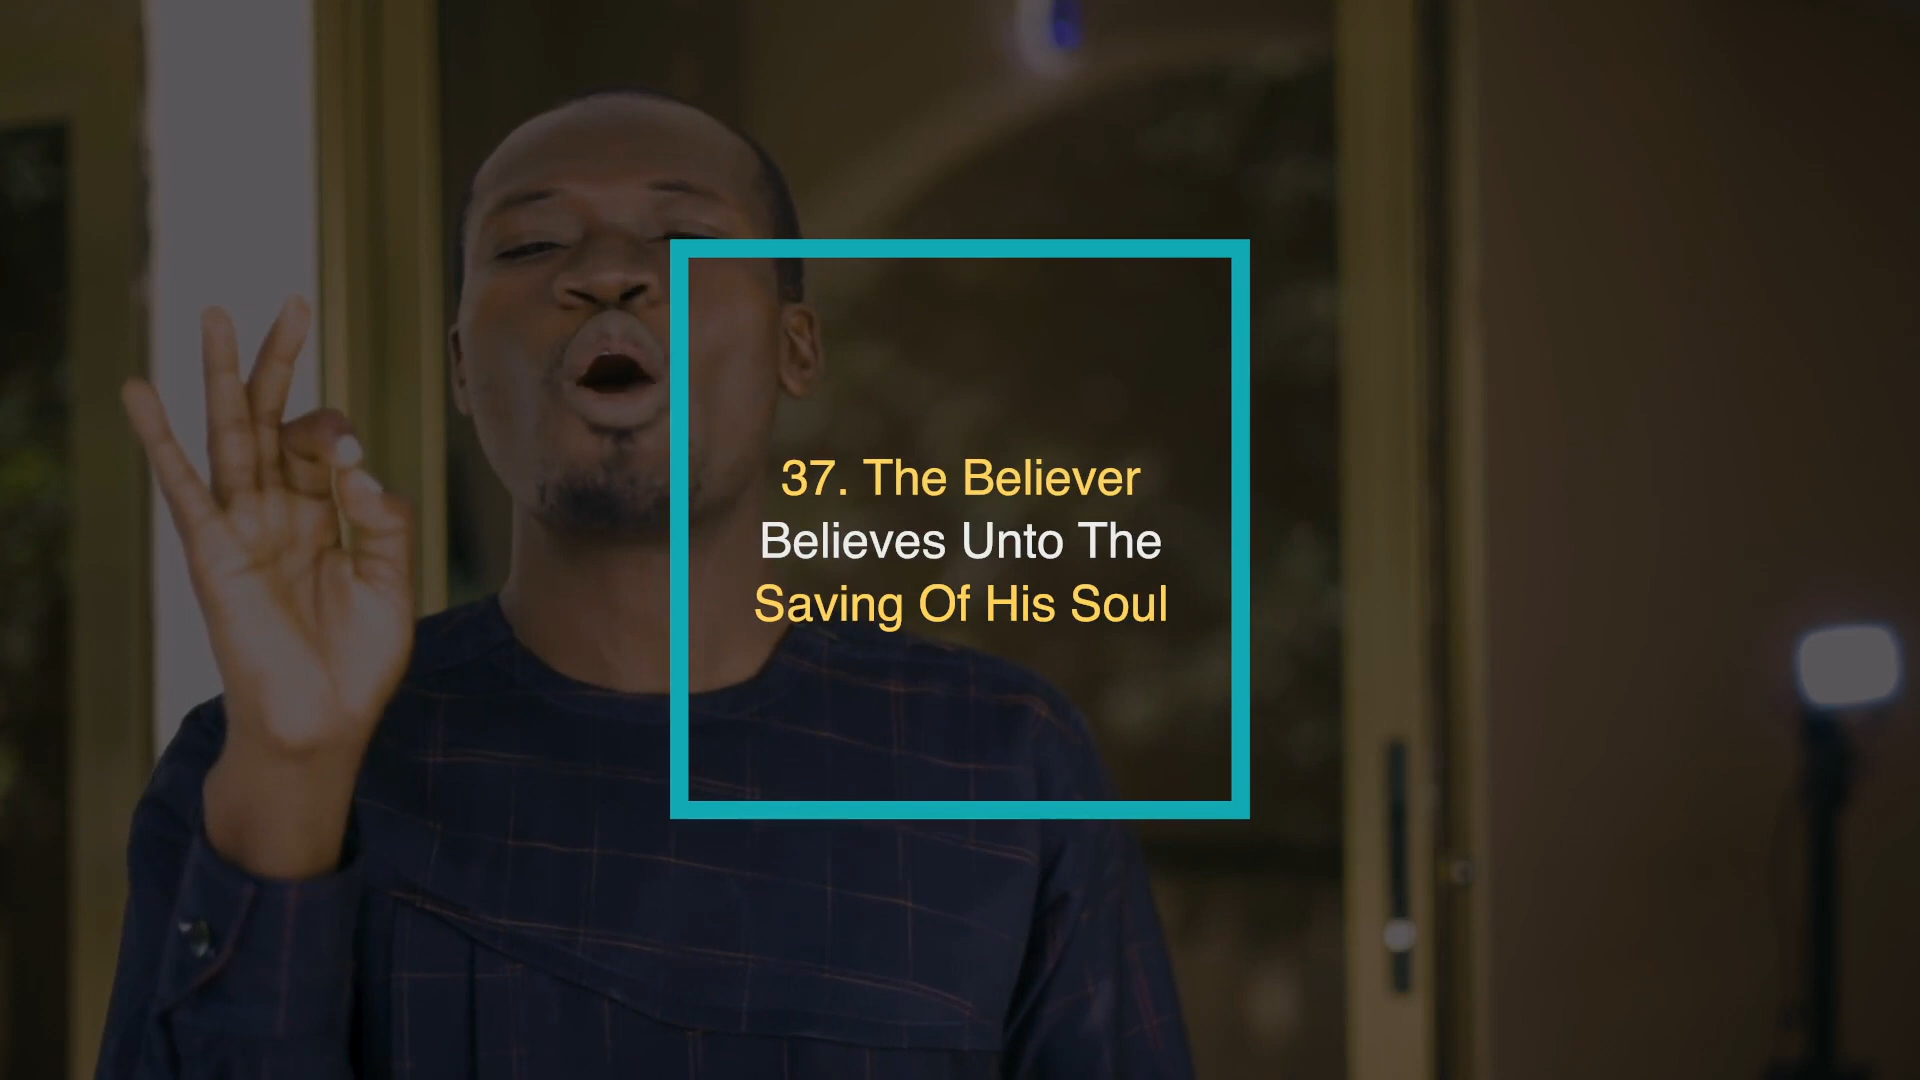 37. The Believer
Believes Unto The
Saving Of His Soul